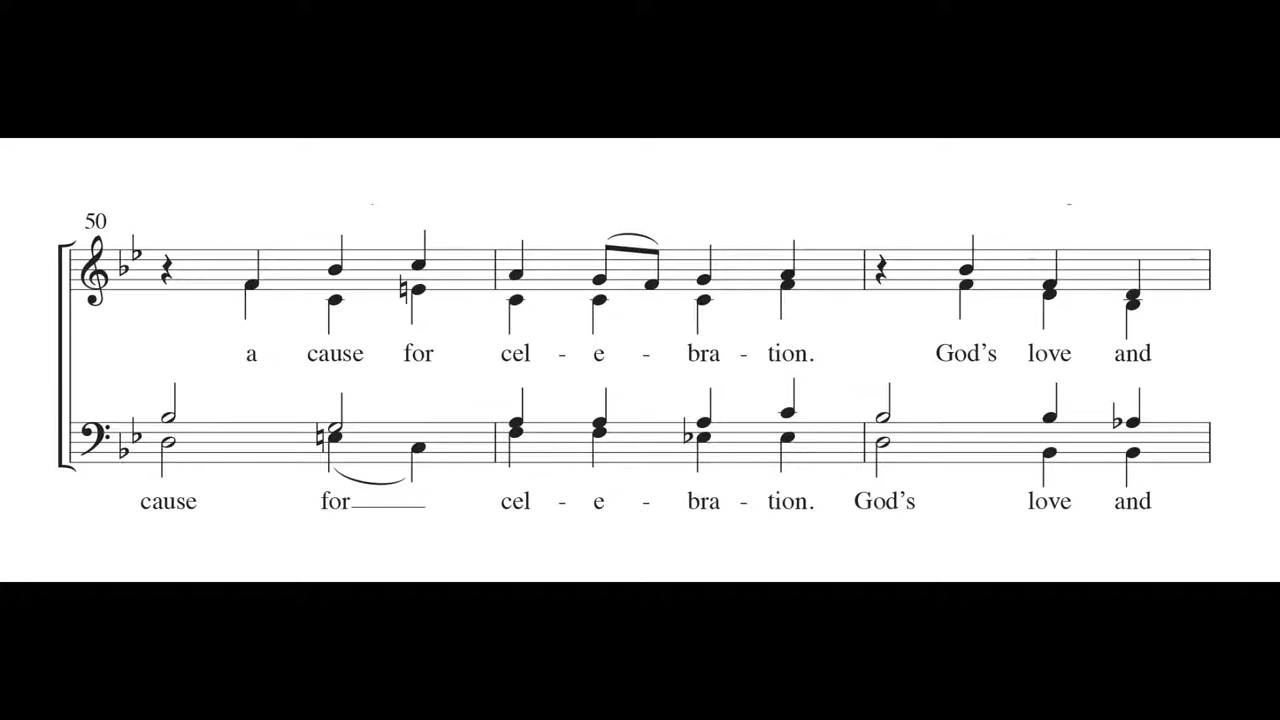 50
a cause for cel - e - bra - tion. God's love and
cause for cel - e - bra - tion. God's love and